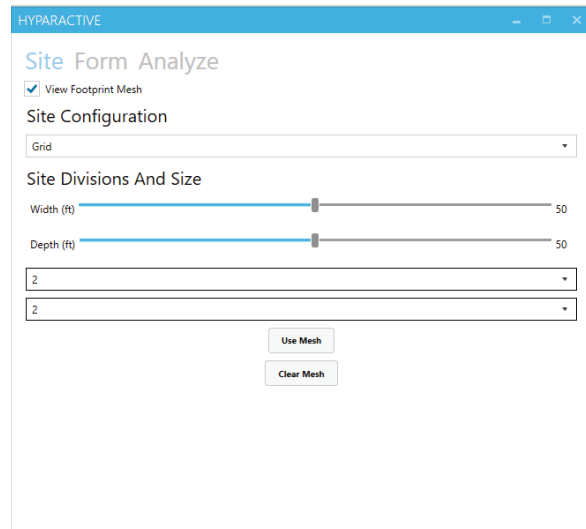 HYPARACTIVE
Site Form Analyze
View Footprint Mesh
Site Configuration
Grid
Site Divisions And Size
Width (ft) 50
Depth (ft) 50
2
2
Use Mesh
Clear Mesh